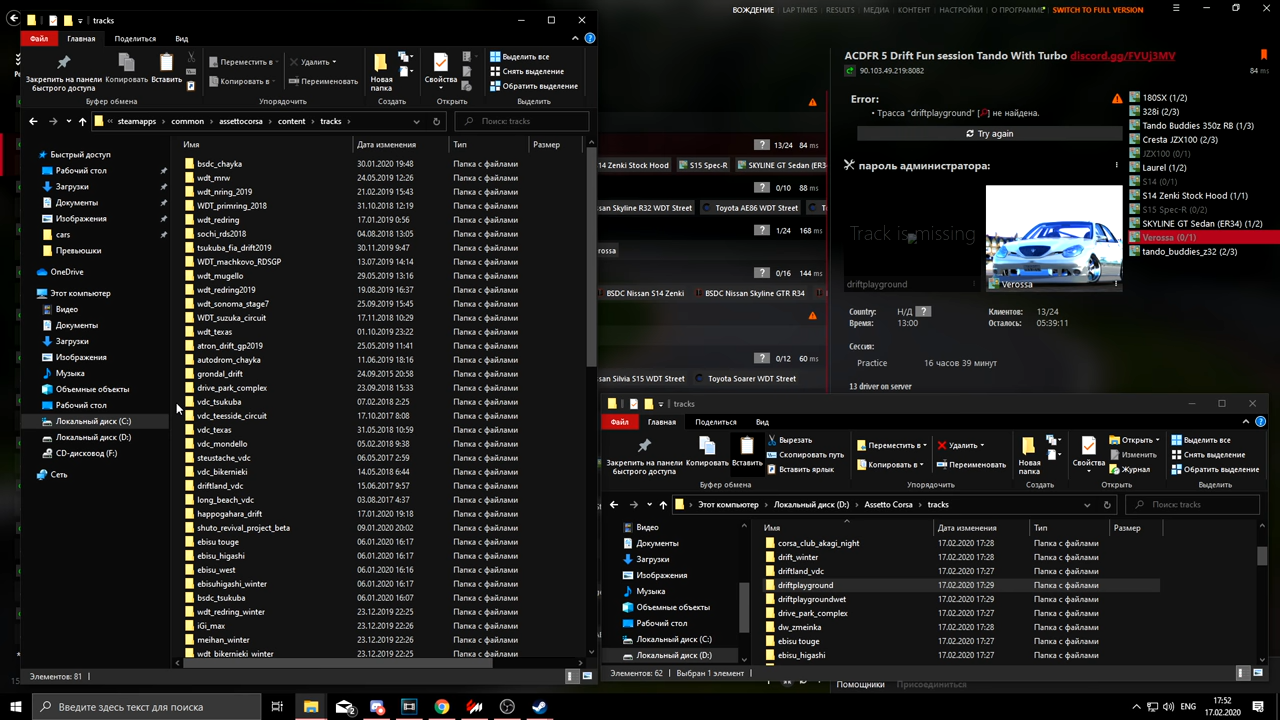 tracks
Файл Главная Поделиться Вид
Закрепить на панели быстрого доступа
Копировать
Вставить
Буфер обмена
Переместить в
Копировать в
Удалить
Переименовать
Упорядочить
Новая папка
Создать
Свойства
Открыть
Выделить все
Снять выделение
Обратить выделение
Выделить
steamapps > common > assettocorsa > content > tracks >
Поиск: tracks
Быстрый доступ
Рабочий стол
Загрузки
Документы
Изображения
cars
Превьюшки
OneDrive
Этот компьютер
Видео
Документы
Загрузки
Изображения
Музыка
Объемные объекты
Рабочий стол
Локальный диск (C:)
Локальный диск (D:)
CD-дисковод (F:)
Сеть
Имя Дата изменения Тип Размер
bsdc_chayka 30.01.2020 19:48 Папка с файлами
wdt_mrw 24.05.2019 12:26 Папка с файлами
wdt_nring_2019 21.02.2019 15:43 Папка с файлами
WDT_primring_2018 31.10.2018 12:19 Папка с файлами
wdt_redring 17.01.2019 0:56 Папка с файлами
sochi_rds2018 04.08.2018 13:05 Папка с файлами
tsukuba_fia_drift2019 30.11.2019 9:47 Папка с файлами
WDT_machkovo_RDSGP 13.07.2019 14:14 Папка с файлами
wdt_mugello 29.05.2019 13:16 Папка с файлами
wdt_redring2019 19.08.2019 16:37 Папка с файлами
wdt_sonoma_stage7 25.09.2019 15:45 Папка с файлами
WDT_suzuka_circuit 17.11.2018 10:29 Папка с файлами
wdt_texas 01.10.2019 23:22 Папка с файлами
atron_drift_gp2019 25.05.2019 11:41 Папка с файлами
autodrom_chayka 11.06.2019 18:16 Папка с файлами
grondal_drift 24.09.2015 20:58 Папка с файлами
drive_park_complex 23.09.2018 15:33 Папка с файлами
vdc_tsukuba 07.02.2018 2:25 Папка с файлами
vdc_teesside_circuit 17.10.2017 8:08 Папка с файлами
vdc_texas 31.05.2018 10:59 Папка с файлами
vdc_mondello 05.02.2018 9:38 Папка с файлами
steustache_vdc 06.05.2017 2:59 Папка с файлами
vdc_bikernieki 14.05.2018 6:44 Папка с файлами
driftland_vdc 15.06.2017 9:57 Папка с файлами
long_beach_vdc 03.08.2017 4:37 Папка с файлами
happogahara_drift 17.01.2020 19:18 Папка с файлами
shuto_revival_project_beta 09.01.2020 20:02 Папка с файлами
ebisu touge 06.01.2020 16:17 Папка с файлами
ebisu_higashi 06.01.2020 16:17 Папка с файлами
ebisu_west 06.01.2020 16:16 Папка с файлами
ebisuhigashi_winter 06.01.2020 16:17 Папка с файлами
bsdc_tsukuba 06.01.2020 16:07 Папка с файлами
wdt_redring_winter 23.12.2019 22:26 Папка с файлами
iGi_max 23.12.2019 22:26 Папка с файлами
meihan_winter 23.12.2019 22:26 Папка с файлами
wdt_bikernieki_winter 23.12.2019 22:25 Папка с файлами
Элементов: 81
ВОЖДЕНИЕ LAP TIMES RESULTS МЕДИА КОНТЕНТ НАСТРОЙКИ О ПРОГРАММЕ SWITCH TO FULL VERSION
13/24 84 ms
14 Zenki Stock Hood S15 Spec-R SKYLINE GT Sedan (ER34
? 0/10 88 ms
san Skyline R32 WDT Street Toyota AE86 WDT Street
? 1/24 168 ms
rossa
? 0/16 144 ms
BSDC Nissan S14 Zenki BSDC Nissan Skyline GTR R34
? 0/12 60 ms
san Silvia S15 WDT Street Toyota Soarer WDT Street
ACDFR 5 Drift Fun session Tando With Turbo discord.gg/FVUj3MV
90.103.49.219:8082 84 ms
Error:
• Трасса "driftplayground" [] не найдена.
Try again
пароль администратора:
Track is missing
driftplayground
Verossa
Country: Н/Д ?
Время: 13:00
Клиентов: 13/24
Осталось: 05:39:11
Сессия:
Practice 16 часов 39 минут
13 driver on server
180SX (1/2)
328i (2/3)
Tando Buddies 350z RB (1/3)
Cresta JZX100 (2/3)
JZX100 (0/1)
Laurel (1/2)
S14 (0/1)
S14 Zenki Stock Hood (1/1)
S15 Spec-R (0/2)
SKYLINE GT Sedan (ER34) (1/2)
Verossa (0/1)
tando_buddies_z32 (2/3)
tracks
Файл Главная Поделиться Вид
Закрепить на панели быстрого доступа
Копировать
Вставить
Вырезать
Скопировать путь
Вставить ярлык
Буфер обмена
Переместить в
Копировать в
Удалить
Переименовать
Упорядочить
Новая папка
Создать
Свойства
Открыть
Изменить
Журнал
Открыть
Выделить все
Снять выделение
Обратить выделение
Выделить
Этот компьютер > Локальный диск (D:) > Assetto Corsa > tracks
Поиск: tracks
Видео
Документы
Загрузки
Изображения
Музыка
Объемные объекты
Рабочий стол
Локальный диск (C:)
Локальный диск (D:)
Имя Дата изменения Тип Размер
corsa_club_akagi_night 17.02.2020 17:28 Папка с файлами
drift_winter 17.02.2020 17:28 Папка с файлами
driftland_vdc 17.02.2020 17:27 Папка с файлами
driftplayground 17.02.2020 17:29 Папка с файлами
driftplaygroundwet 17.02.2020 17:29 Папка с файлами
drive_park_complex 17.02.2020 17:27 Папка с файлами
dw_zmeinka 17.02.2020 17:28 Папка с файлами
ebisu touge 17.02.2020 17:27 Папка с файлами
ebisu_higashi 17.02.2020 17:27 Папка с файлами
Элементов: 62 Выбран 1 элемент
Помощники Присоединиться
Введите здесь текст для поиска
ENG
17:52
17.02.2020